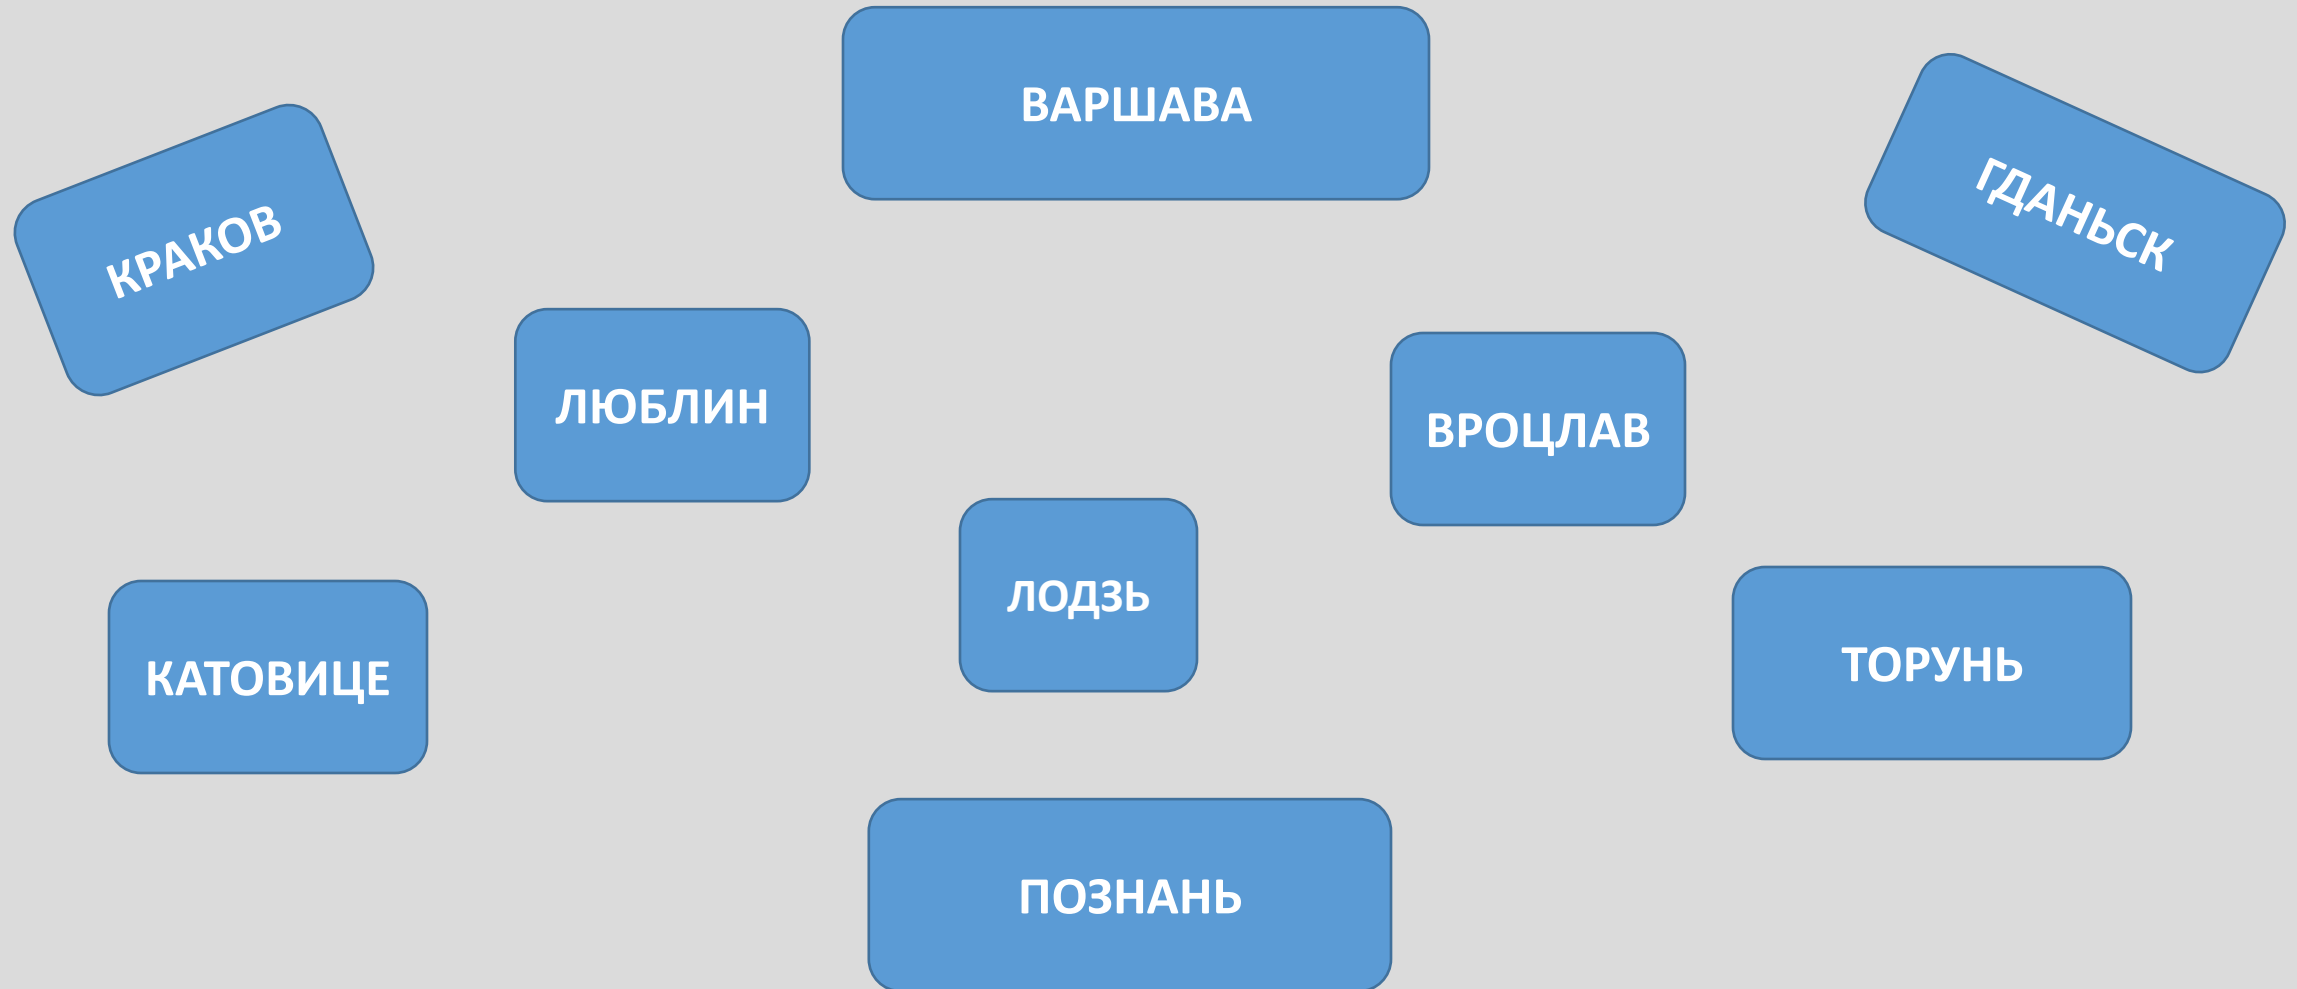 ВАРШАВА
КРАКОВ
ГДАНЬСК
ЛЮБЛИН
ВРОЦЛАВ
ЛОДЗЬ
КАТОВИЦЕ
ТОРУНЬ
ПОЗНАНЬ